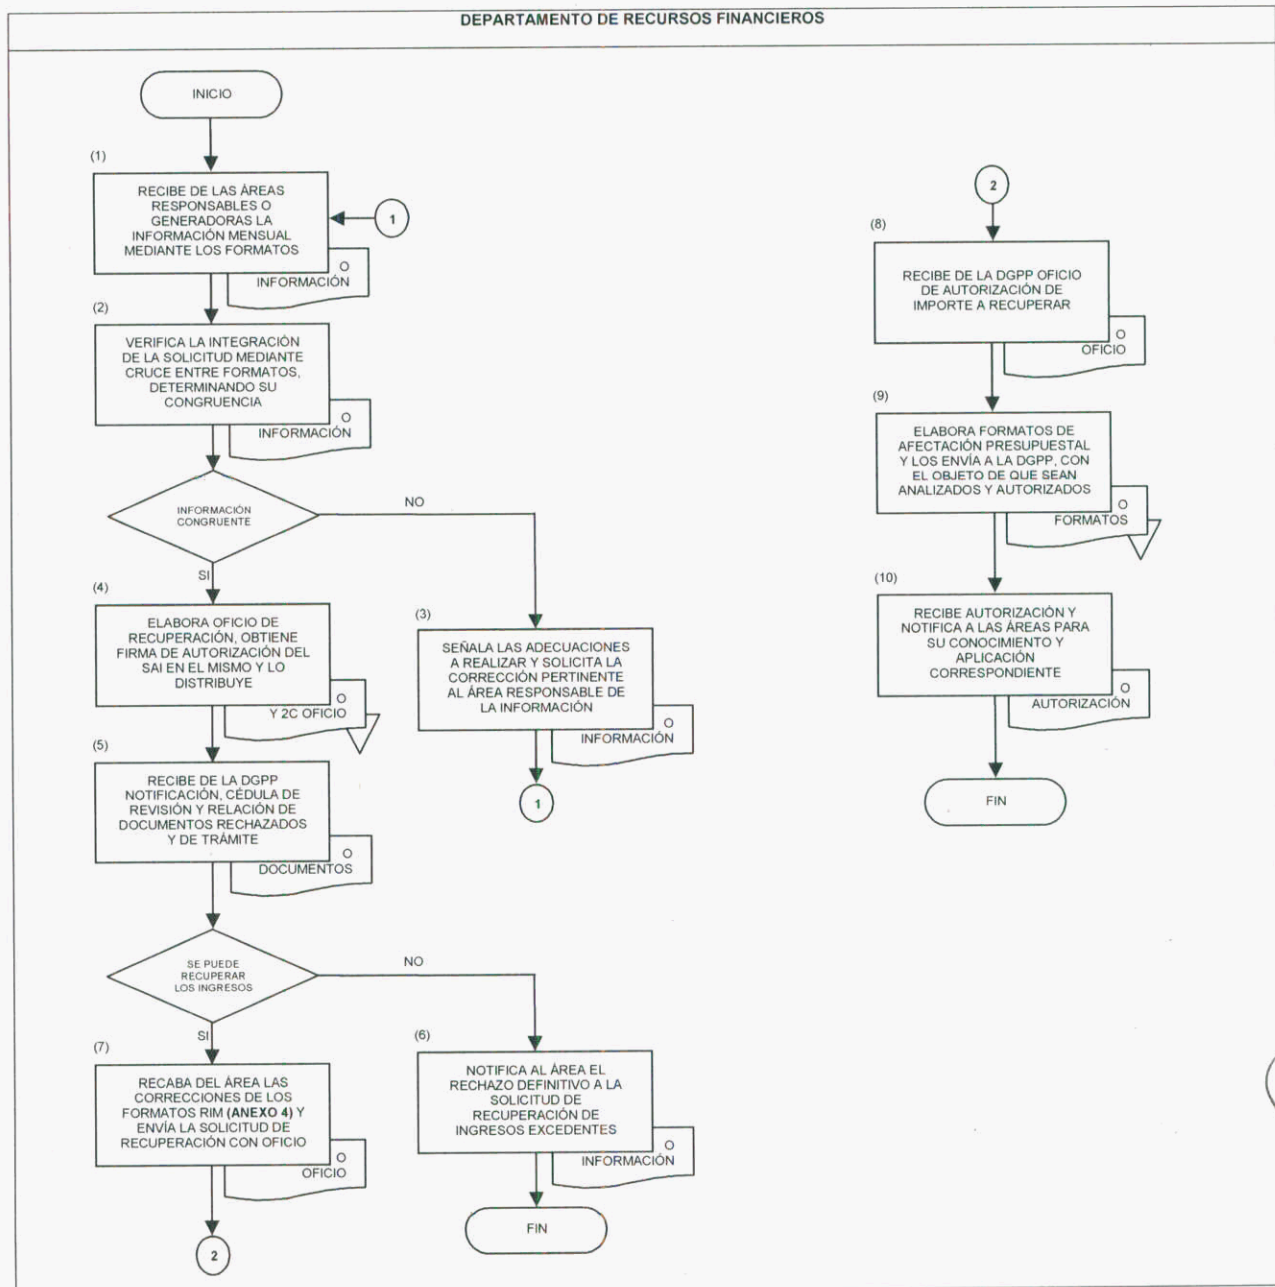 DEPARTAMENTO DE RECURSOS FINANCIEROS
INICIO
(1)
RECIBE DE LAS ÁREAS
RESPONSABLES O
GENERADORAS LA
INFORMACIÓN MENSUAL
MEDIANTE LOS FORMATOS
1
O
INFORMACIÓN
(2)
VERIFICA LA INTEGRACIÓN
DE LA SOLICITUD MEDIANTE
CRUCE ENTRE FORMATOS,
DETERMINANDO SU
CONGRUENCIA
O
INFORMACIÓN
INFORMACIÓN
CONGRUENTE
NO
SI
(3)
SEÑALA LAS ADECUACIONES
A REALIZAR Y SOLICITA LA
CORRECCIÓN PERTINENTE
AL ÁREA RESPONSABLE DE
LA INFORMACIÓN
O
INFORMACIÓN
1
(4)
ELABORA OFICIO DE
RECUPERACIÓN, OBTIENE
FIRMA DE AUTORIZACIÓN DEL
SAI EN EL MISMO Y LO
DISTRIBUYE
O
Y 2C OFICIO
(5)
RECIBE DE LA DGPP
NOTIFICACIÓN, CÉDULA DE
REVISIÓN Y RELACIÓN DE
DOCUMENTOS RECHAZADOS
Y DE TRÁMITE
O
DOCUMENTOS
SE PUEDE
RECUPERAR
LOS INGRESOS
NO
SI
(6)
NOTIFICA AL ÁREA EL
RECHAZO DEFINITIVO A LA
SOLICITUD DE
RECUPERACIÓN DE
INGRESOS EXCEDENTES
O
INFORMACIÓN
FIN
(7)
RECABA DEL ÁREA LAS
CORRECCIONES DE LOS
FORMATOS RIM (ANEXO 4) Y
ENVÍA LA SOLICITUD DE
RECUPERACIÓN CON OFICIO
O
OFICIO
2
2
(8)
RECIBE DE LA DGPP OFICIO
DE AUTORIZACIÓN DE
IMPORTE A RECUPERAR
O
OFICIO
(9)
ELABORA FORMATOS DE
AFECTACIÓN PRESUPUESTAL
Y LOS ENVÍA A LA DGPP, CON
EL OBJETO DE QUE SEAN
ANALIZADOS Y AUTORIZADOS
O
FORMATOS
(10)
RECIBE AUTORIZACIÓN Y
NOTIFICA A LAS ÁREAS PARA
SU CONOCIMIENTO Y
APLICACIÓN
CORRESPONDIENTE
O
AUTORIZACIÓN
FIN